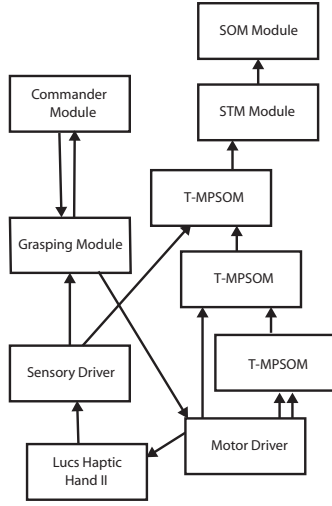 SOM Module
Commander
Module
STM Module
T-MPSOM
Grasping Module
T-MPSOM
T-MPSOM
Sensory Driver
Motor Driver
Lucs Haptic
Hand II